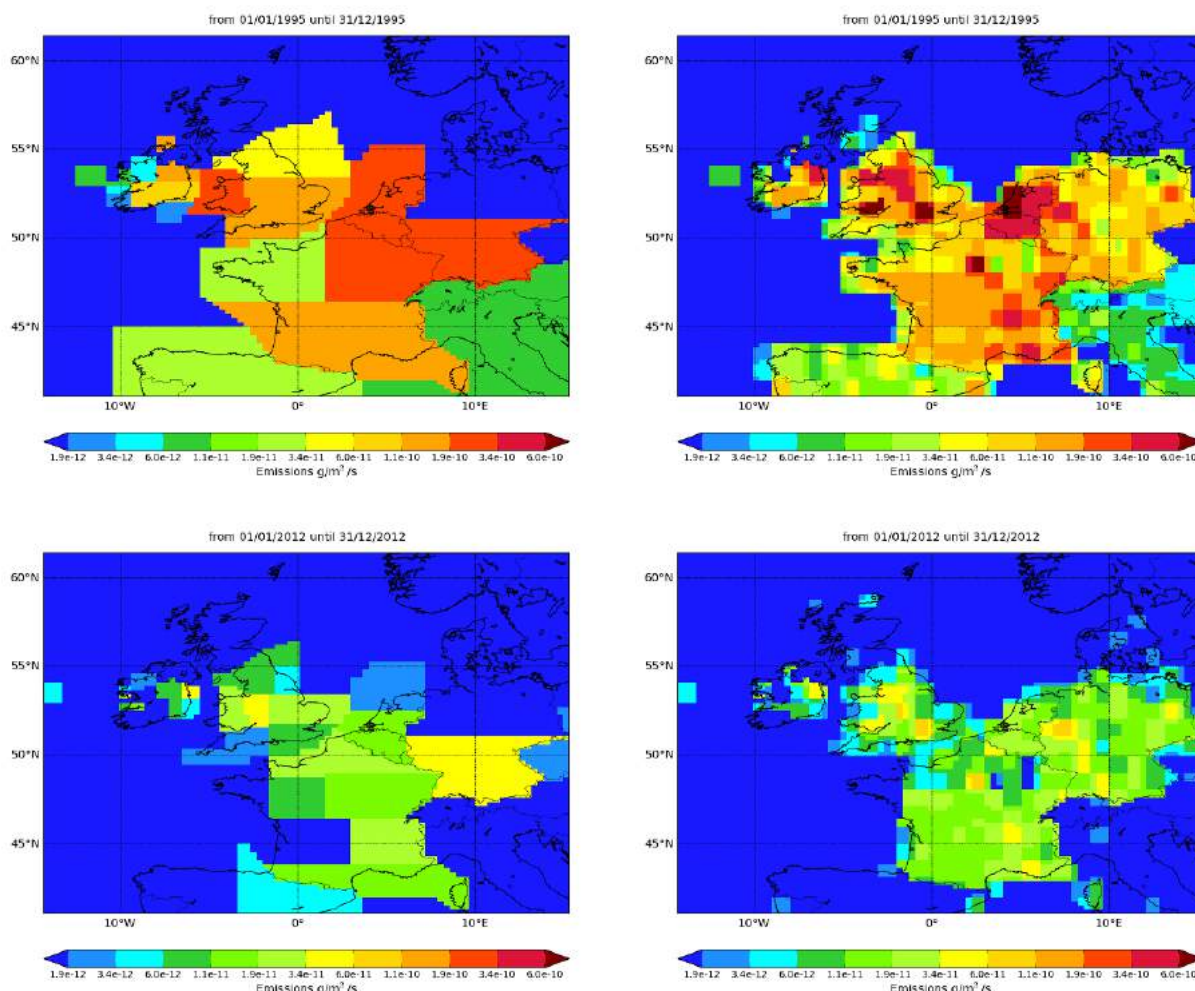 from 01/01/1995 until 31/12/1995
from 01/01/1995 until 31/12/1995
60°N
55°N
50°N
45°N
10°W 0° 10°E
60°N
55°N
50°N
45°N
10°W 0° 10°E
1.9e-12 3.4e-12 6.0e-12 1.1e-11 1.9e-11 3.4e-11 6.0e-11 1.1e-10 1.9e-10 3.4e-10 6.0e-10
Emissions g/m²/s
1.9e-12 3.4e-12 6.0e-12 1.1e-11 1.9e-11 3.4e-11 6.0e-11 1.1e-10 1.9e-10 3.4e-10 6.0e-10
Emissions g/m²/s
from 01/01/2012 until 31/12/2012
from 01/01/2012 until 31/12/2012
60°N
55°N
50°N
45°N
10°W 0° 10°E
60°N
55°N
50°N
45°N
10°W 0° 10°E
1.9e-12 3.4e-12 6.0e-12 1.1e-11 1.9e-11 3.4e-11 6.0e-11 1.1e-10 1.9e-10 3.4e-10 6.0e-10
Emissions g/m²/s
1.9e-12 3.4e-12 6.0e-12 1.1e-11 1.9e-11 3.4e-11 6.0e-11 1.1e-10 1.9e-10 3.4e-10 6.0e-10
Emissions g/m²/s